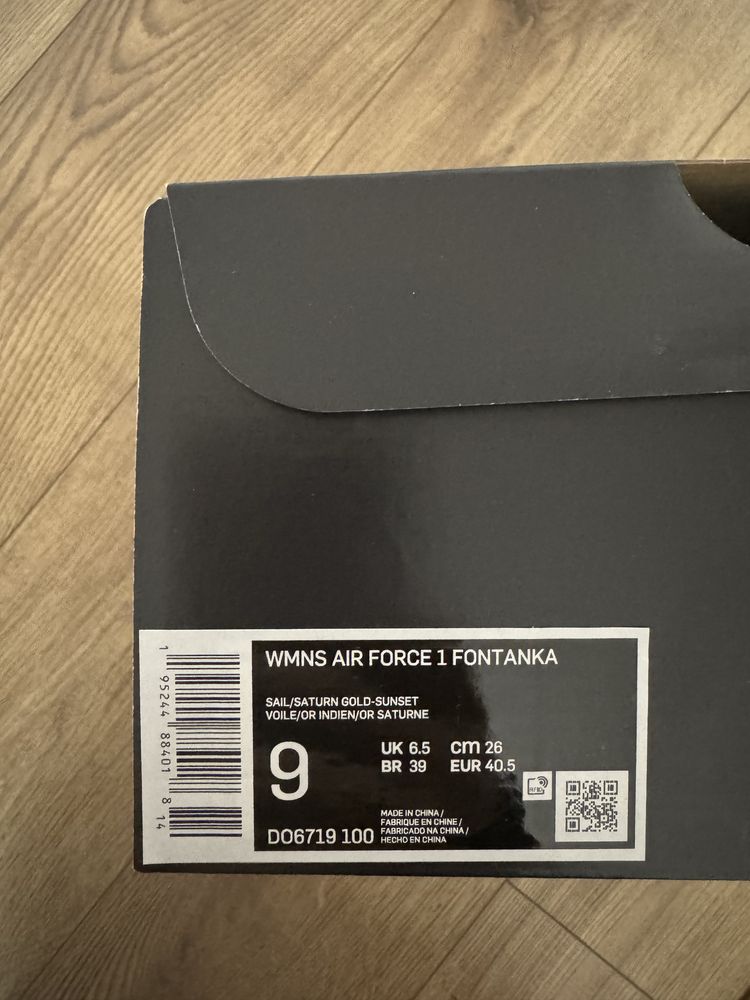 WMNS AIR FORCE 1 FONTANKA
SAIL/SATURN GOLD-SUNSET
VOILE/OR INDIEN/OR SATURNE
9
UK 6.5 cm 26
BR 39 EUR 40.5
RFID
DO6719 100
MADE IN CHINA /
FABRIQUE EN CHINE /
FABRICADO NA CHINA /
HECHO EN CHINA
1 95244 88401 8 14